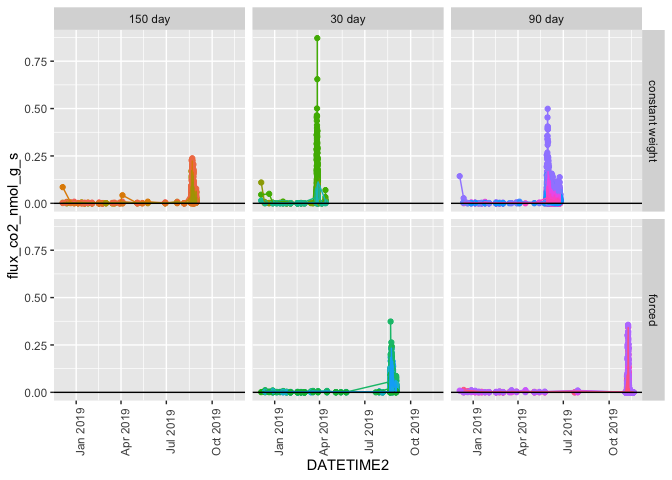 150 day
30 day
90 day
0.75
0.50
0.25
0.00
constant weight
0.75
0.50
0.25
0.00
forced
flux_co2_nmol_g_s
Jan 2019
Apr 2019
Jul 2019
Oct 2019
Jan 2019
Apr 2019
Jul 2019
Oct 2019
Jan 2019
Apr 2019
Jul 2019
Oct 2019
DATETIME2